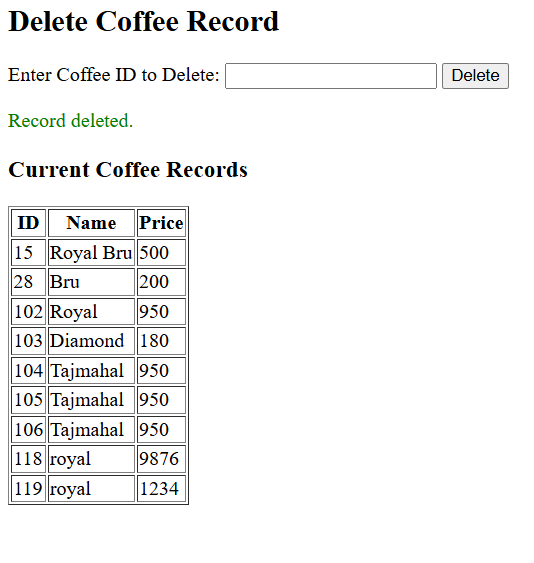 Delete Coffee Record
Enter Coffee ID to Delete: Delete
Record deleted.
Current Coffee Records
ID Name Price
15 Royal Bru 500
28 Bru 200
102 Royal 950
103 Diamond 180
104 Tajmahal 950
105 Tajmahal 950
106 Tajmahal 950
118 royal 9876
119 royal 1234